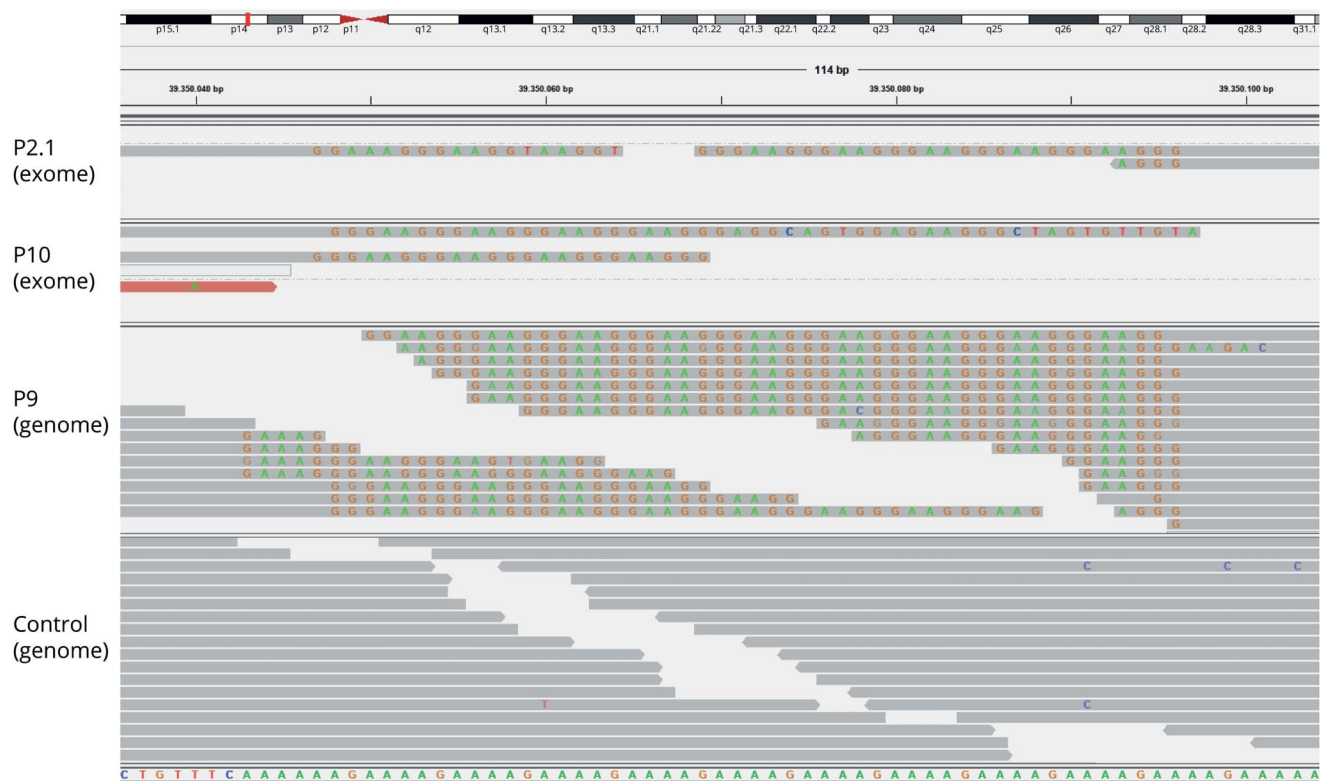 p15.1 p14 p13 p12 p11 q12 q13.1 q13.2 q13.3 q21.1 q21.22 q21.3 q22.1 q22.2 q23 q24 q25 q26 q27 q28.1 q28.2 q28.3 q31.1
114 bp
39.350.040 bp 39.350.060 bp 39.350.080 bp 39.350.100 bp
P2.1
(exome)
G G A A A G G G A A G G T A A G G T G G G A A G G G A A G G G A A G G G A A G G G A A G G G
A G G G
P10
(exome)
G G G A A G G G A A G G G A A G G G A A G G G A G G C A G T G G A G A A G G G C T A G T G T T G T A
G G G A A G G G A A G G G A A G G G A A G G G
A
P9
(genome)
G G A A G G G A A G G G A A G G G A A G G G A A G G G A A G G G A A G G G A A G G G A A G G
A A G G G A A G G G A A G G G A A G G G A A G G G A A G G G A A G G G A A G G G A A G G G A A G A C
A G G G A A G G G A A G G G A A G G G A A G G G A A G G G A A G G G A A G G G A A G G
G G G A A G G G A A G G G A A G G G A A G G G A A G G G A A G G G A A G G G A A G G G
G A A G G G A A G G G A A G G G A A G G G A A G G G A A G G G A A G G G A A G G
G A A G G G A A G G G A A G G G A A G G G A A G G G A A G G G A A G G G A A G G G
G G G A A G G G A A G G G A A G G G A C G G G A A G G G A A G G G A A G G G
G A A G G G A A G G G A A G G G A A G G G
G A A A G A G G G A A G G G A A G G G A A G G
G A A A G G G G A A G G G A A G G G
G A A A G G G A A G G G A A G T G A A G G G G A A G G G
G A A A G G G A A G G G A A G G G A A G G G A A G G A A G G G
G G G A A G G G A A G G G A A G G G A A G G G A A G G G
G G G A A G G G A A G G G A A G G G A A G G G A A G G G
G G G A A G G G A A G G G A A G G G A A G G G A A G G G A A G G G A A G G G A A G A G G G
G
Control
(genome)
C C C
T C
C T G T T T C A A A A A A G A A A A G A A A A G A A A A G A A A A G A A A A G A A A A G A A A A G A A A A G A A A A G A A A A G A A A A A